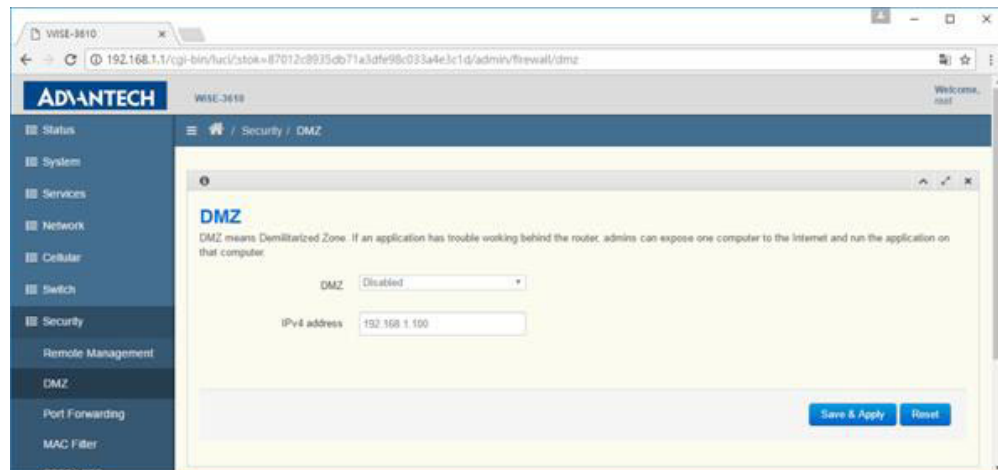 WISE-3610
192.168.1.1/cgi-bin/luci/;stok=87012c8935db71a3dfe98c033a4e3c1d/admin/firewall/dmz
ADVANTECH
WISE-3610
Welcome,
root
Status
/ Security / DMZ
System
Services
Network
Cellular
Switch
Security
Remote Management
DMZ
Port Forwarding
MAC Filter
DMZ
DMZ means Demilitarized Zone. If an application has trouble working behind the router, admins can expose one computer to the Internet and run the application on
that computer.
DMZ Disabled
IPv4 address 192.168.1.100
Save & Apply Reset